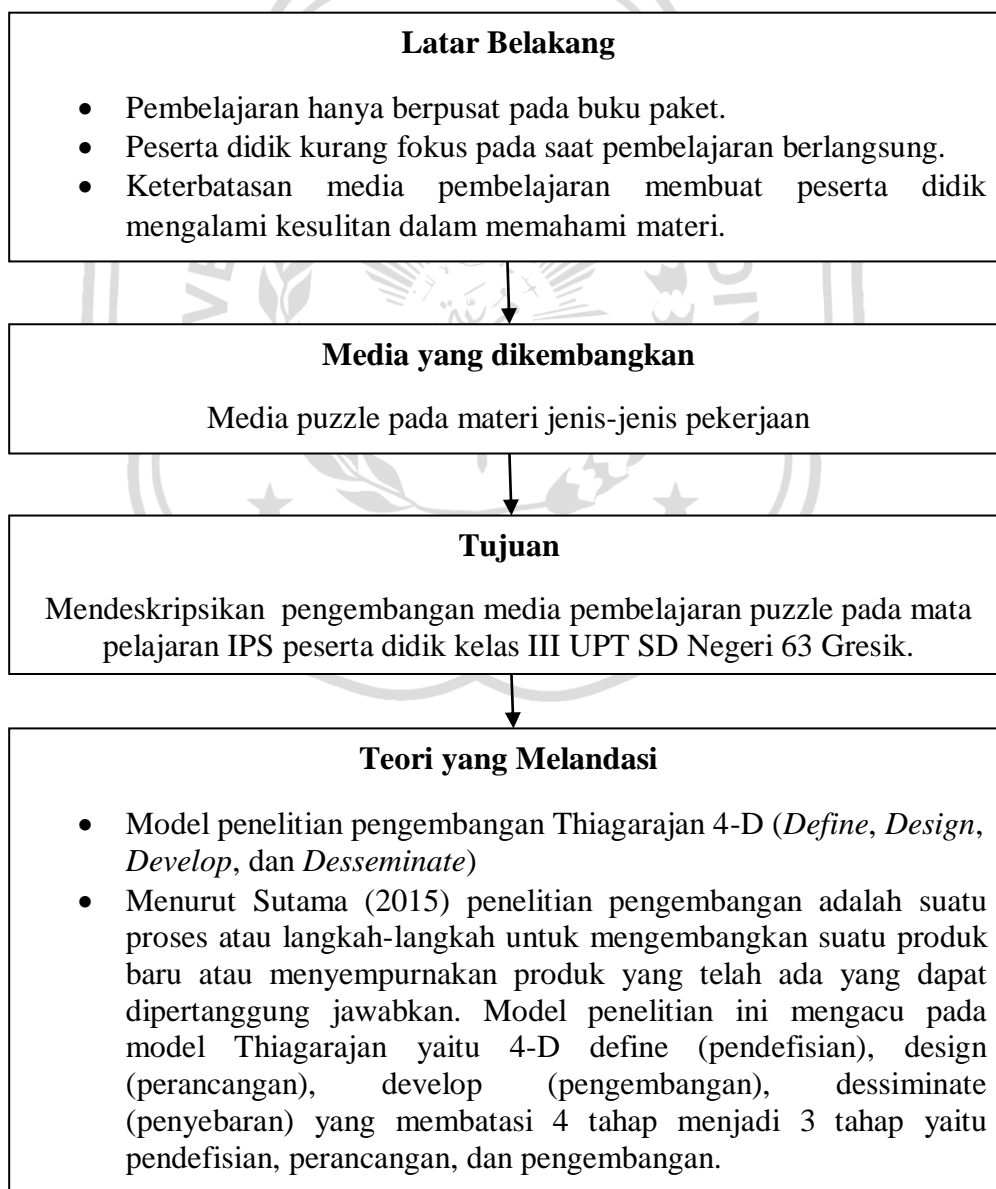 Latar Belakang
• Pembelajaran hanya berpusat pada buku paket.
• Peserta didik kurang fokus pada saat pembelajaran berlangsung.
• Keterbatasan media pembelajaran membuat peserta didik
mengalami kesulitan dalam memahami materi.
Media yang dikembangkan
Media puzzle pada materi jenis-jenis pekerjaan
Tujuan
Mendeskripsikan pengembangan media pembelajaran puzzle pada mata
pelajaran IPS peserta didik kelas III UPT SD Negeri 63 Gresik.
Teori yang Melandasi
• Model penelitian pengembangan Thiagarajan 4-D (Define, Design,
Develop, dan Desseminate)
• Menurut Sutama (2015) penelitian pengembangan adalah suatu
proses atau langkah-langkah untuk mengembangkan suatu produk
baru atau menyempurnakan produk yang telah ada yang dapat
dipertanggung jawabkan. Model penelitian ini mengacu pada
model Thiagarajan yaitu 4-D define (pendefisian), design
(perancangan), develop (pengembangan), dessiminate
(penyebaran) yang membatasi 4 tahap menjadi 3 tahap yaitu
pendefisian, perancangan, dan pengembangan.